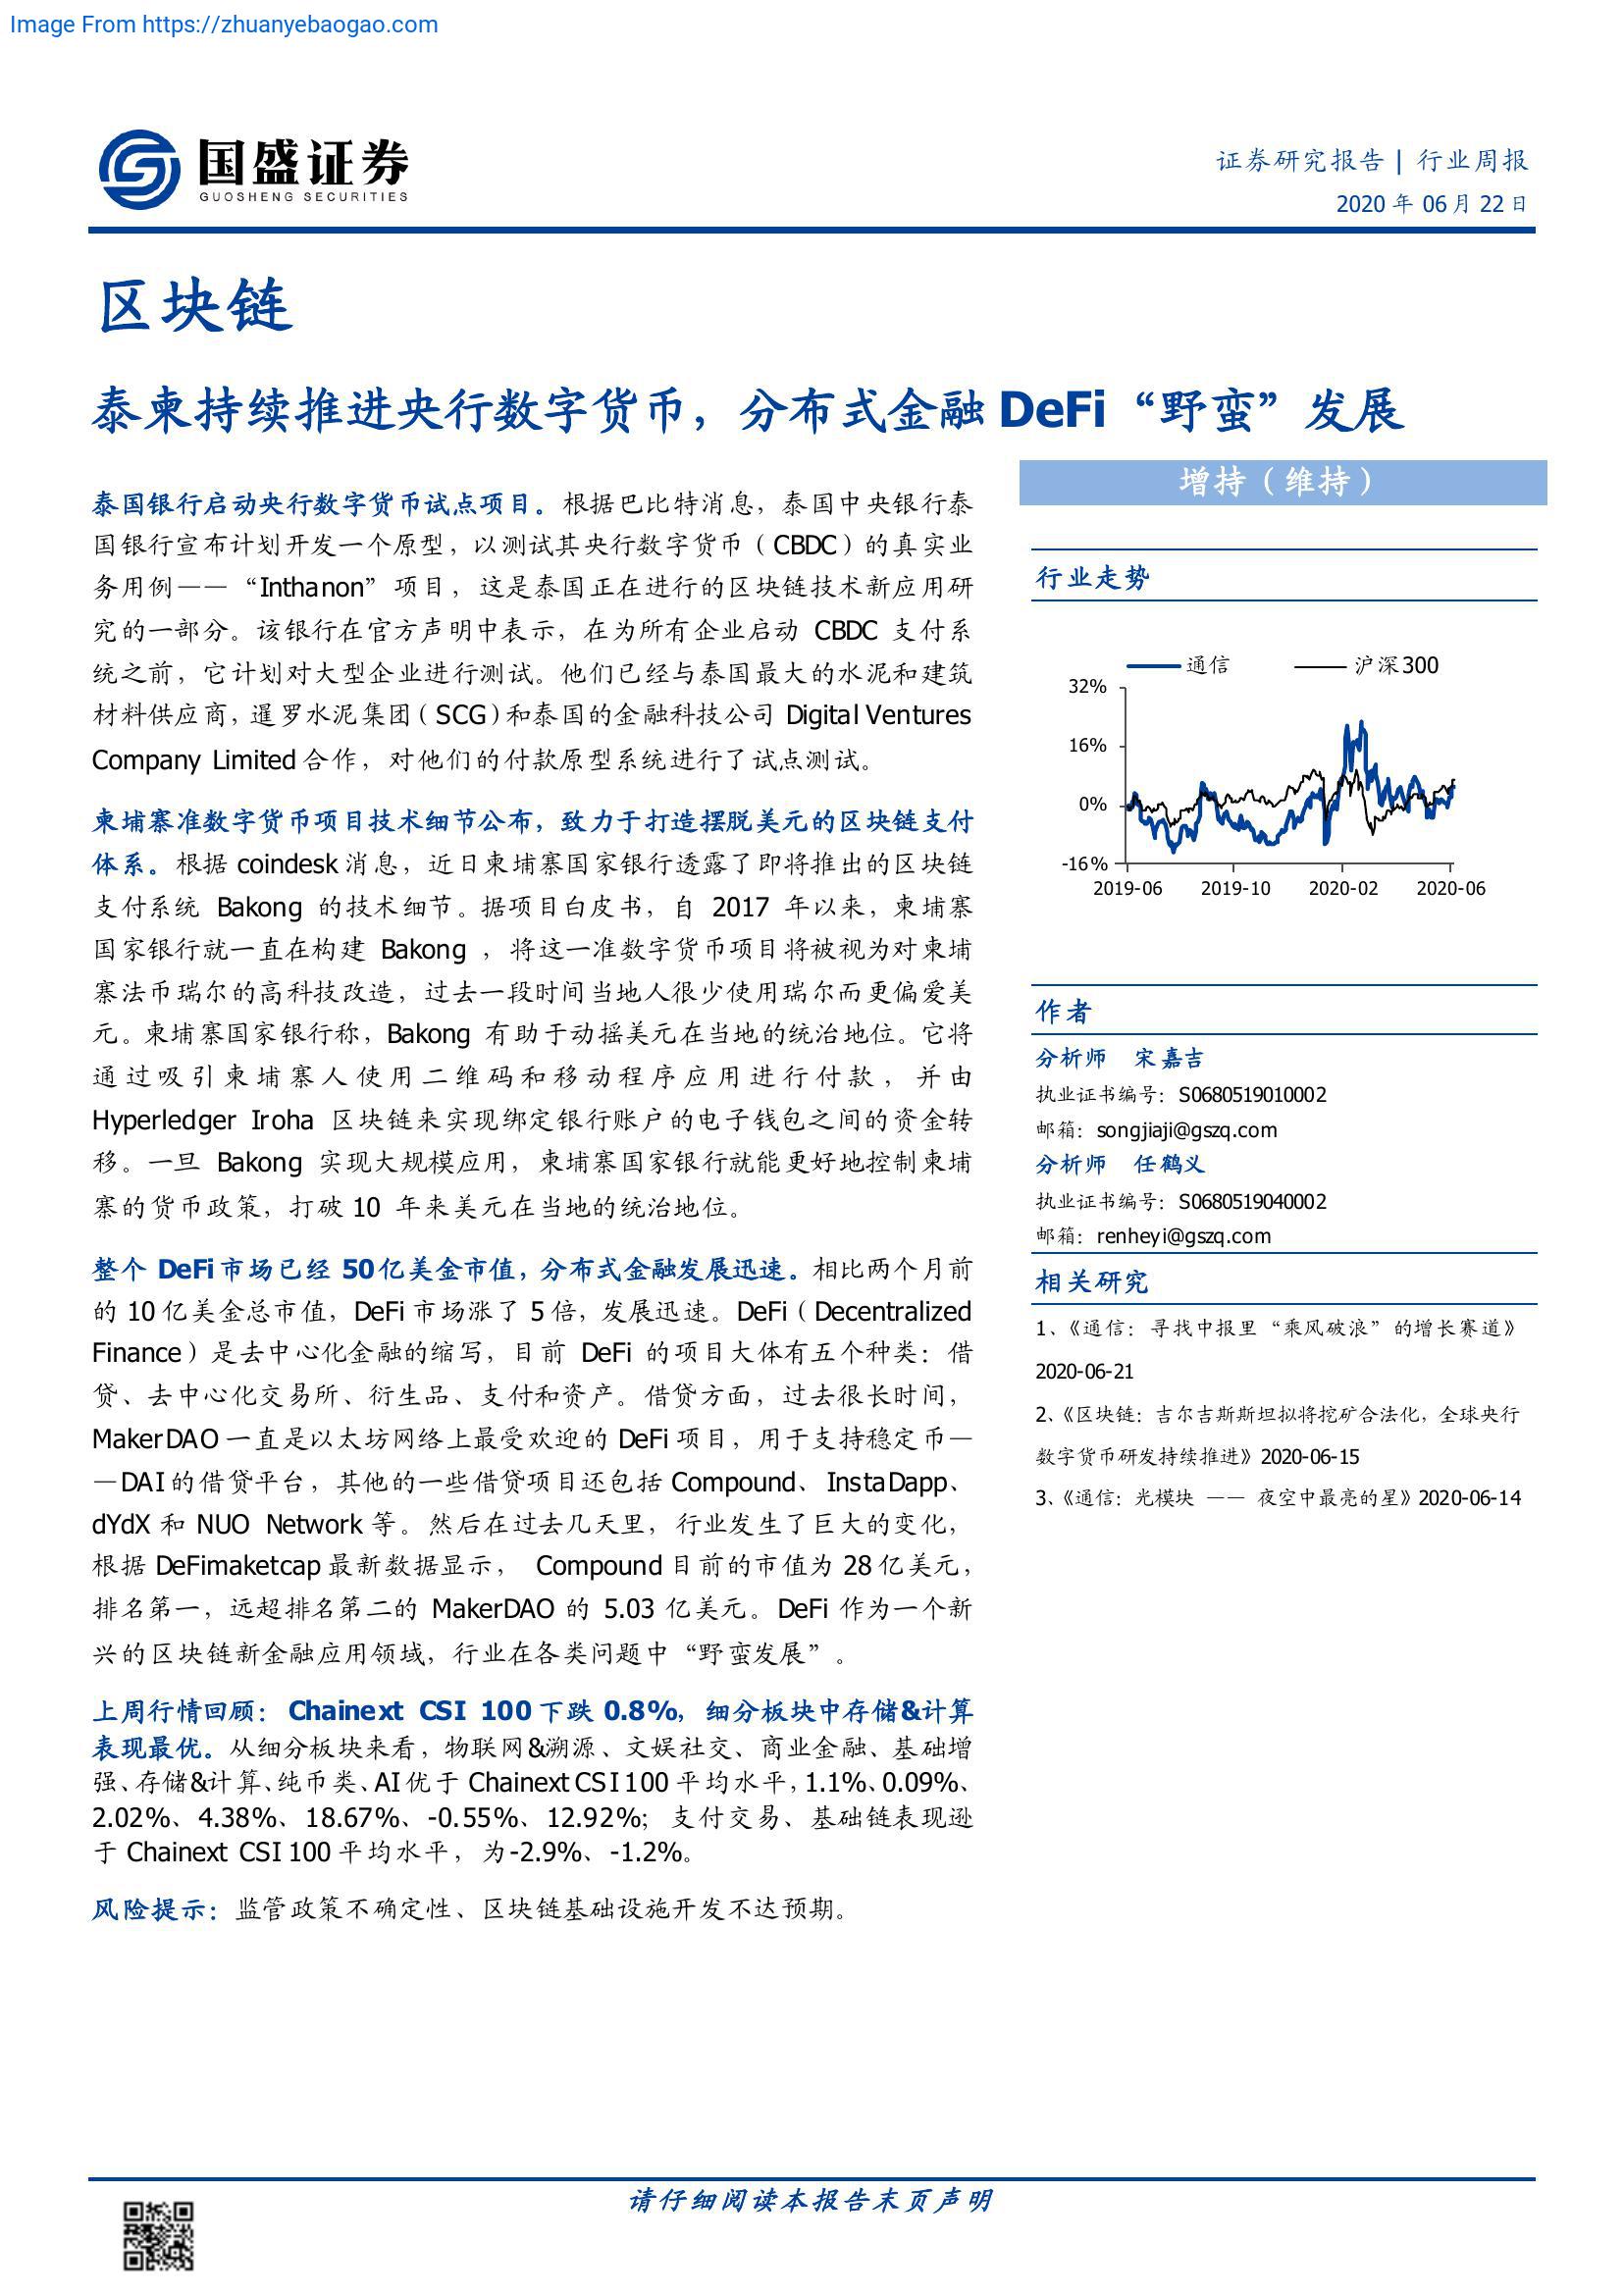 Image From https://zhuanyebaogao.com
国盛证券
GUOSHENG SECURITIES
证券研究报告 | 行业周报
2020 年 06 月 22 日
区块链
泰柬持续推进央行数字货币，分布式金融 DeFi“野蛮”发展
泰国银行启动央行数字货币试点项目。根据巴比特消息，泰国中央银行泰
国银行宣布计划开发一个原型，以测试其央行数字货币（CBDC）的真实业
务用例——“Inthanon”项目，这是泰国正在进行的区块链技术新应用研
究的一部分。该银行在官方声明中表示，在为所有企业启动 CBDC 支付系
统之前，它计划对大型企业进行测试。他们已经与泰国最大的水泥和建筑
材料供应商，暹罗水泥集团（SCG）和泰国的金融科技公司 Digital Ventures
Company Limited 合作，对他们的付款原型系统进行了试点测试。
柬埔寨准数字货币项目技术细节公布，致力于打造摆脱美元的区块链支付
体系。根据 coindesk 消息，近日柬埔寨国家银行透露了即将推出的区块链
支付系统 Bakong 的技术细节。据项目白皮书，自 2017 年以来，柬埔寨
国家银行就一直在构建 Bakong ，将这一准数字货币项目将被视为对柬埔
寨法币瑞尔的高科技改造，过去一段时间当地人很少使用瑞尔而更偏爱美
元。柬埔寨国家银行称，Bakong 有助于动摇美元在当地的统治地位。它将
通过吸引柬埔寨人使用二维码和移动程序应用进行付款，并由
Hyperledger Iroha 区块链来实现绑定银行账户的电子钱包之间的资金转
移。一旦 Bakong 实现大规模应用，柬埔寨国家银行就能更好地控制柬埔
寨的货币政策，打破 10 年来美元在当地的统治地位。
整个 DeFi 市场已经 50 亿美金市值，分布式金融发展迅速。相比两个月前
的 10 亿美金总市值，DeFi 市场涨了 5 倍，发展迅速。DeFi（Decentralized
Finance）是去中心化金融的缩写，目前 DeFi 的项目大体有五个种类：借
贷、去中心化交易所、衍生品、支付和资产。借贷方面，过去很长时间，
MakerDAO 一直是以太坊网络上最受欢迎的 DeFi 项目，用于支持稳定币—
—DAI 的借贷平台，其他的一些借贷项目还包括 Compound、InstaDapp、
dYdX 和 NUO Network 等。然后在过去几天里，行业发生了巨大的变化，
根据 DeFimaketcap 最新数据显示， Compound 目前的市值为 28 亿美元，
排名第一，远超排名第二的 MakerDAO 的 5.03 亿美元。DeFi 作为一个新
兴的区块链新金融应用领域，行业在各类问题中“野蛮发展”。
上周行情回顾：Chainext CSI 100 下跌 0.8%，细分板块中存储&计算
表现最优。从细分板块来看，物联网&溯源、文娱社交、商业金融、基础增
强、存储&计算、纯币类、AI 优于 Chainext CSI 100 平均水平，1.1%、0.09%、
2.02%、4.38%、18.67%、-0.55%、12.92%；支付交易、基础链表现逊
于 Chainext CSI 100 平均水平，为-2.9%、-1.2%。
风险提示：监管政策不确定性、区块链基础设施开发不达预期。
增持（维持）
行业走势
通信 沪深300
32%
16%
0%
-16%
2019-06 2019-10 2020-02 2020-06
作者
分析师 宋嘉吉
执业证书编号：S0680519010002
邮箱：songjiaji@gszq.com
分析师 任鹤义
执业证书编号：S0680519040002
邮箱：renheyi@gszq.com
相关研究
1、《通信：寻找中报里“乘风破浪”的增长赛道》
2020-06-21
2、《区块链：吉尔吉斯斯坦拟将挖矿合法化，全球央行
数字货币研发持续推进》2020-06-15
3、《通信：光模块 —— 夜空中最亮的星》2020-06-14
请仔细阅读本报告末页声明